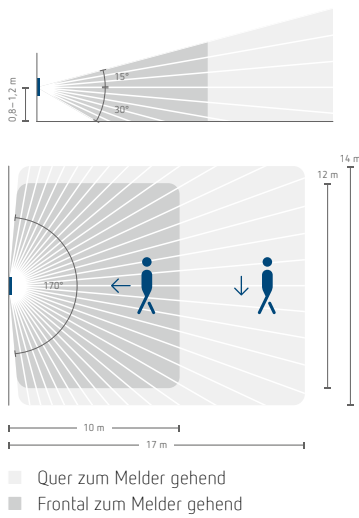 15°
0,8–1,2 m
30°
14 m
12 m
170°
10 m
17 m
Quer zum Melder gehend
Frontal zum Melder gehend